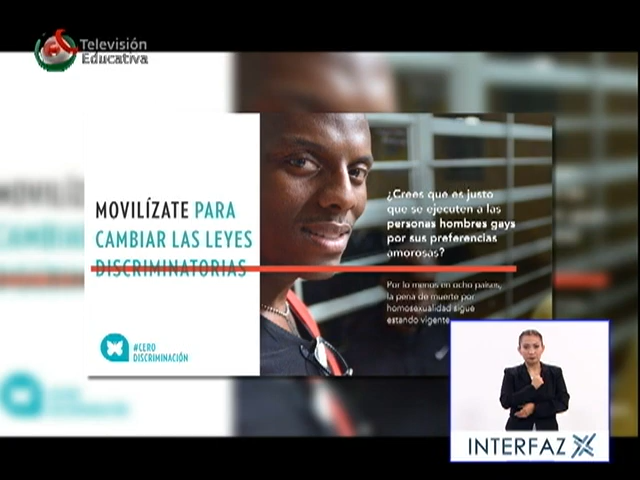 Televisión
Educativa
MOVILÍZATE PARA
CAMBIAR LAS LEYES
DISCRIMINATORIAS
#CERO
DISCRIMINACIÓN
¿Crees que es justo
que se ejecuten a las
personas hombres gays
por sus preferencias
amorosas?
Por lo menos en ocho países,
la pena de muerte por
homosexualidad sigue
estando vigente
INTERFAZ
MOVILÍZ